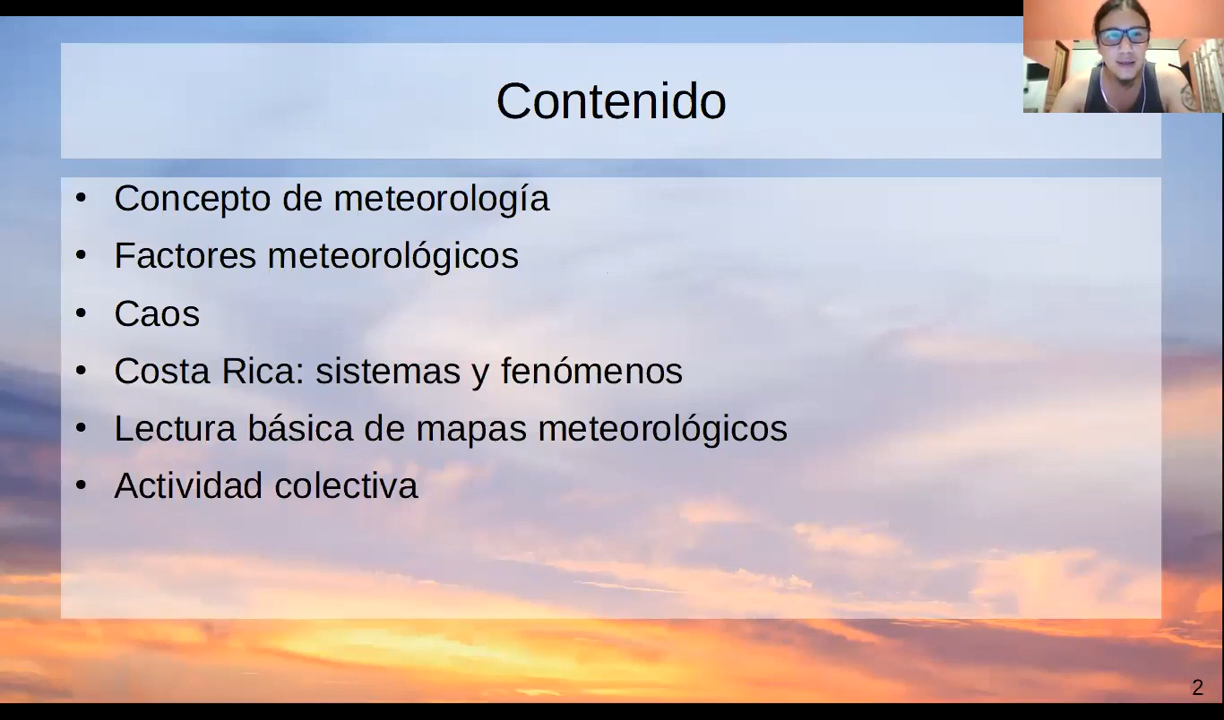 Contenido
• Concepto de meteorología
• Factores meteorológicos
• Caos
• Costa Rica: sistemas y fenómenos
• Lectura básica de mapas meteorológicos
• Actividad colectiva
2